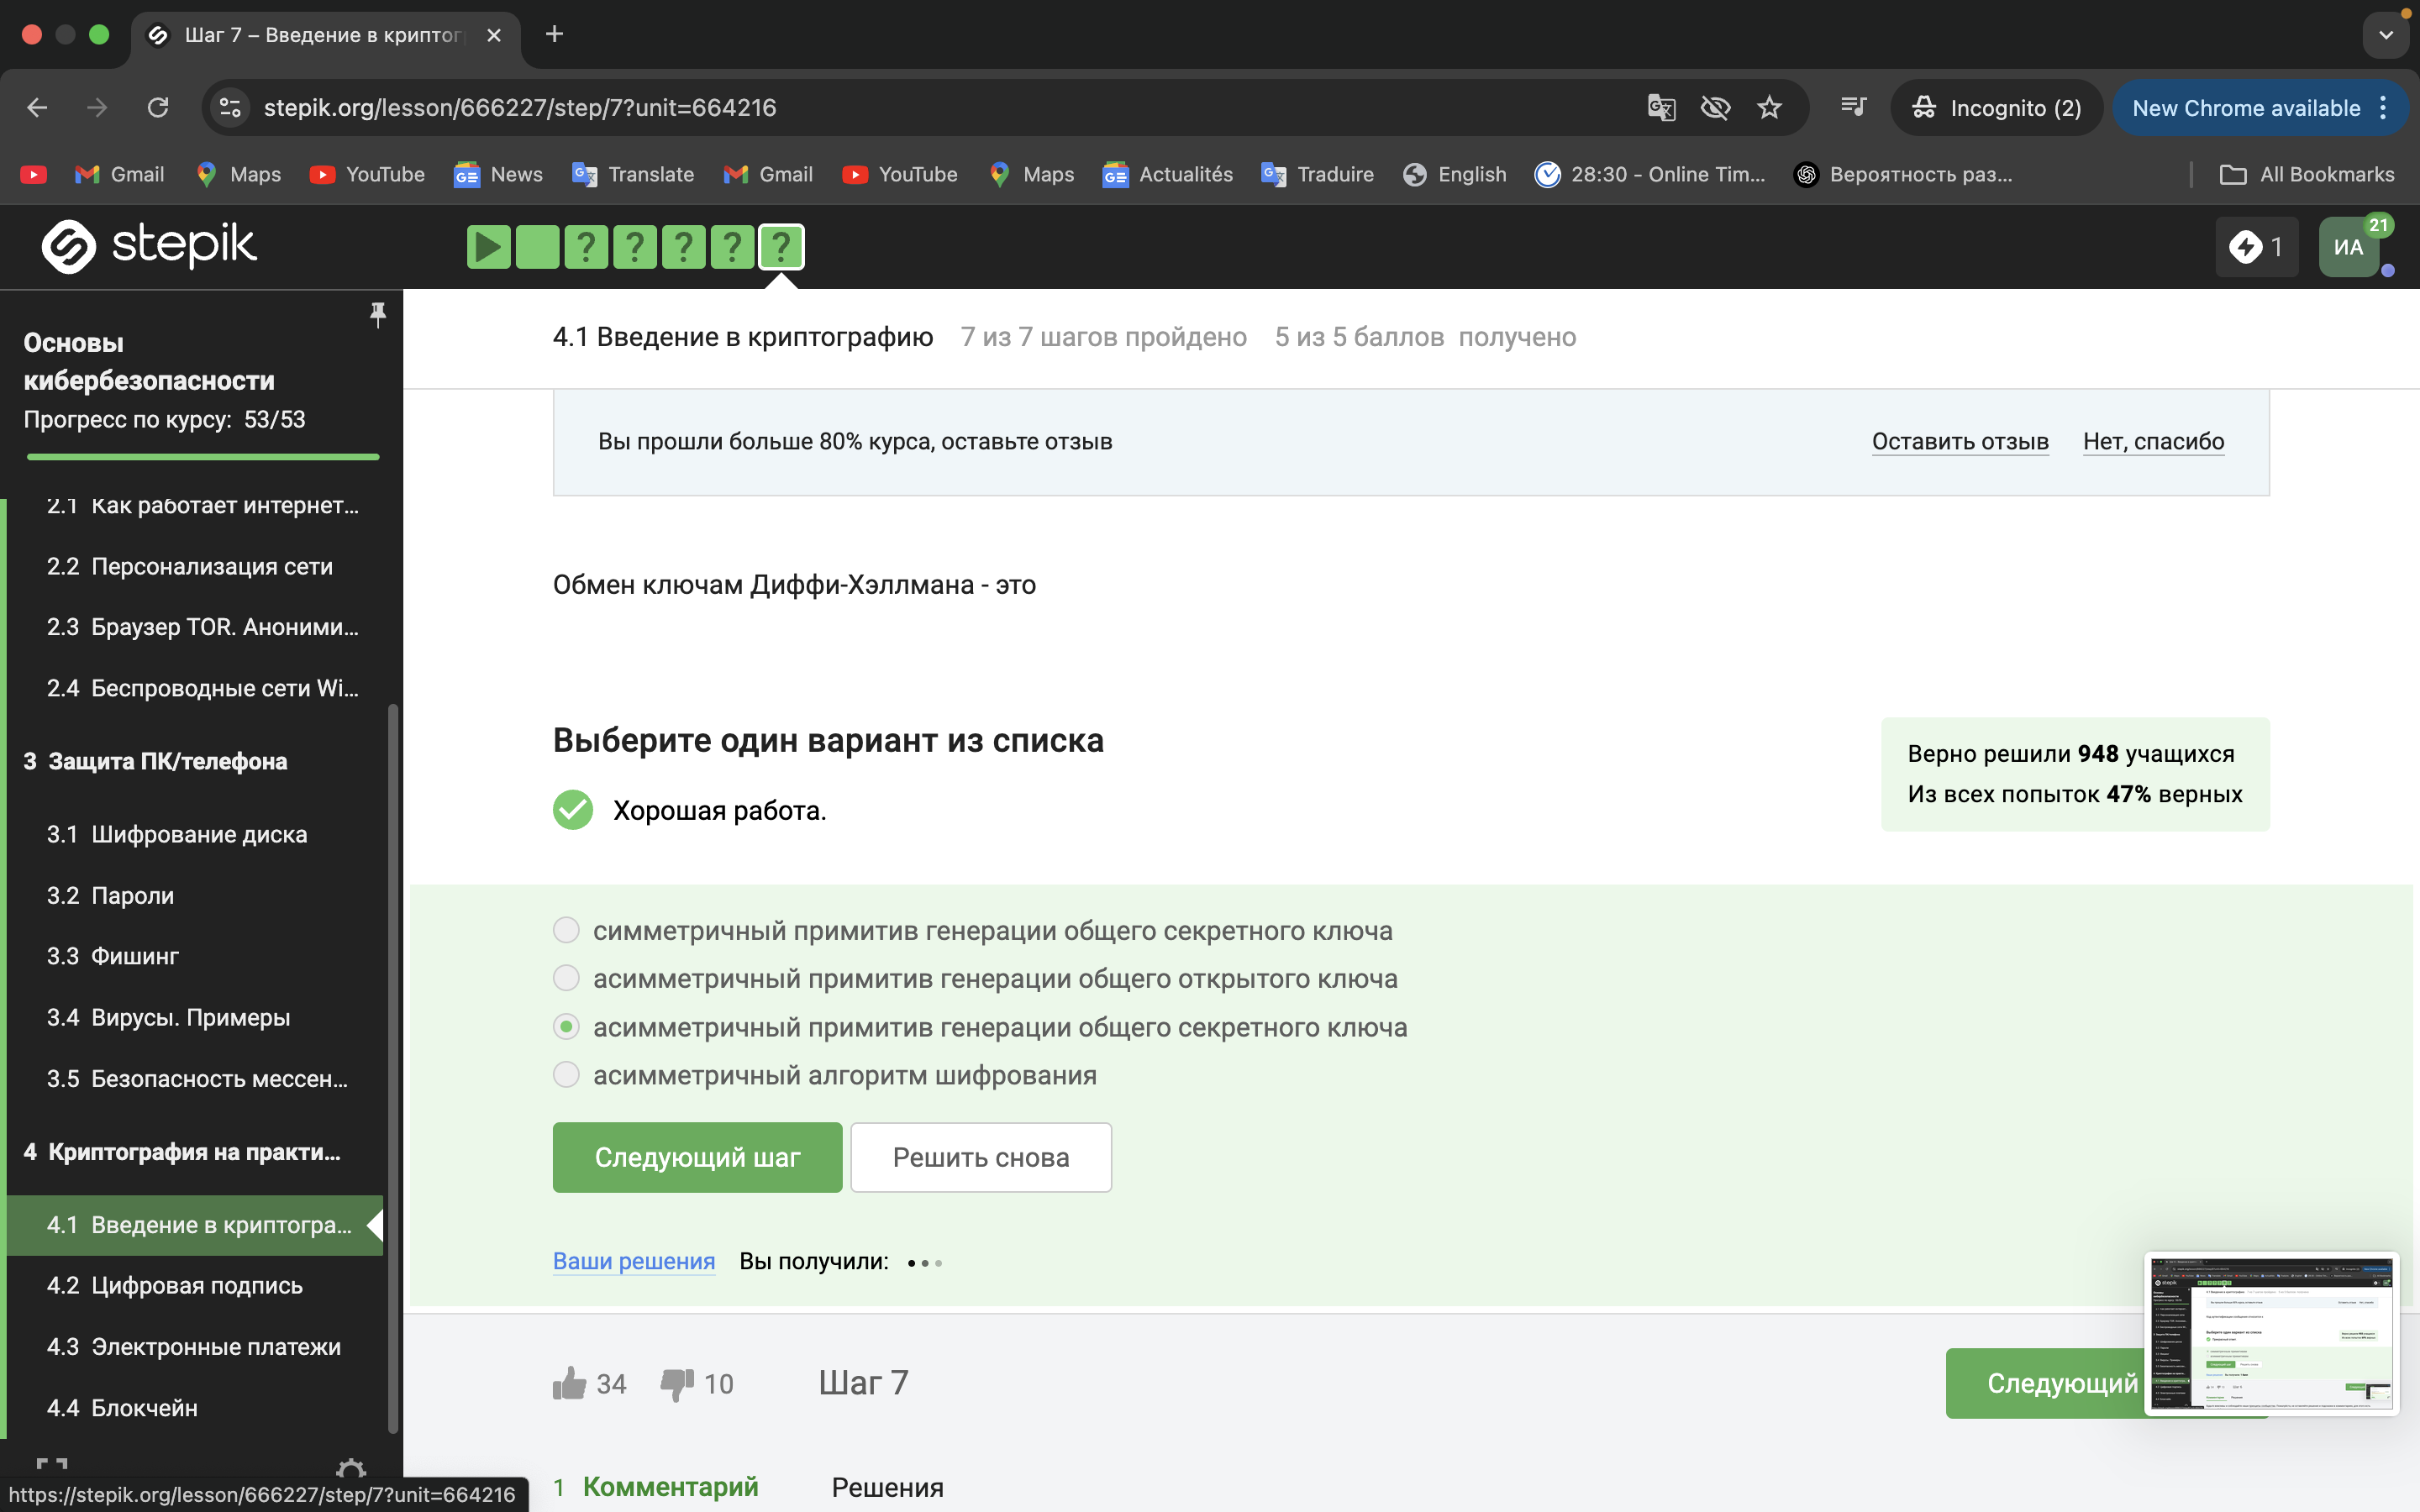 Шаг 7 – Введение в криптог
stepik.org/lesson/666227/step/7?unit=664216
Incognito (2)
New Chrome available
Gmail
Maps
YouTube
News
Translate
Gmail
YouTube
Maps
Actualités
Traduire
English
28:30 - Online Tim...
Вероятность раз...
All Bookmarks
stepik
?
?
?
?
?
1
ИА
21
Основы
кибербезопасности
Прогресс по курсу: 53/53
2.1 Как работает интернет...
2.2 Персонализация сети
2.3 Браузер TOR. Аноними...
2.4 Беспроводные сети Wi...
3 Защита ПК/телефона
3.1 Шифрование диска
3.2 Пароли
3.3 Фишинг
3.4 Вирусы. Примеры
3.5 Безопасность мессен...
4 Криптография на практи...
4.1 Введение в криптогра...
4.2 Цифровая подпись
4.3 Электронные платежи
4.4 Блокчейн
https://stepik.org/lesson/666227/step/7?unit=664216
4.1 Введение в криптографию 7 из 7 шагов пройдено 5 из 5 баллов получено
Вы прошли больше 80% курса, оставьте отзыв
Оставить отзыв
Нет, спасибо
Обмен ключам Диффи-Хэллмана - это
Выберите один вариант из списка
Хорошая работа.
Верно решили 948 учащихся
Из всех попыток 47% верных
симметричный примитив генерации общего секретного ключа
асимметричный примитив генерации общего открытого ключа
асимметричный примитив генерации общего секретного ключа
асимметричный алгоритм шифрования
Следующий шаг
Решить снова
Ваши решения
Вы получили:
34
10
Шаг 7
Следующий
1 Комментарий
Решения